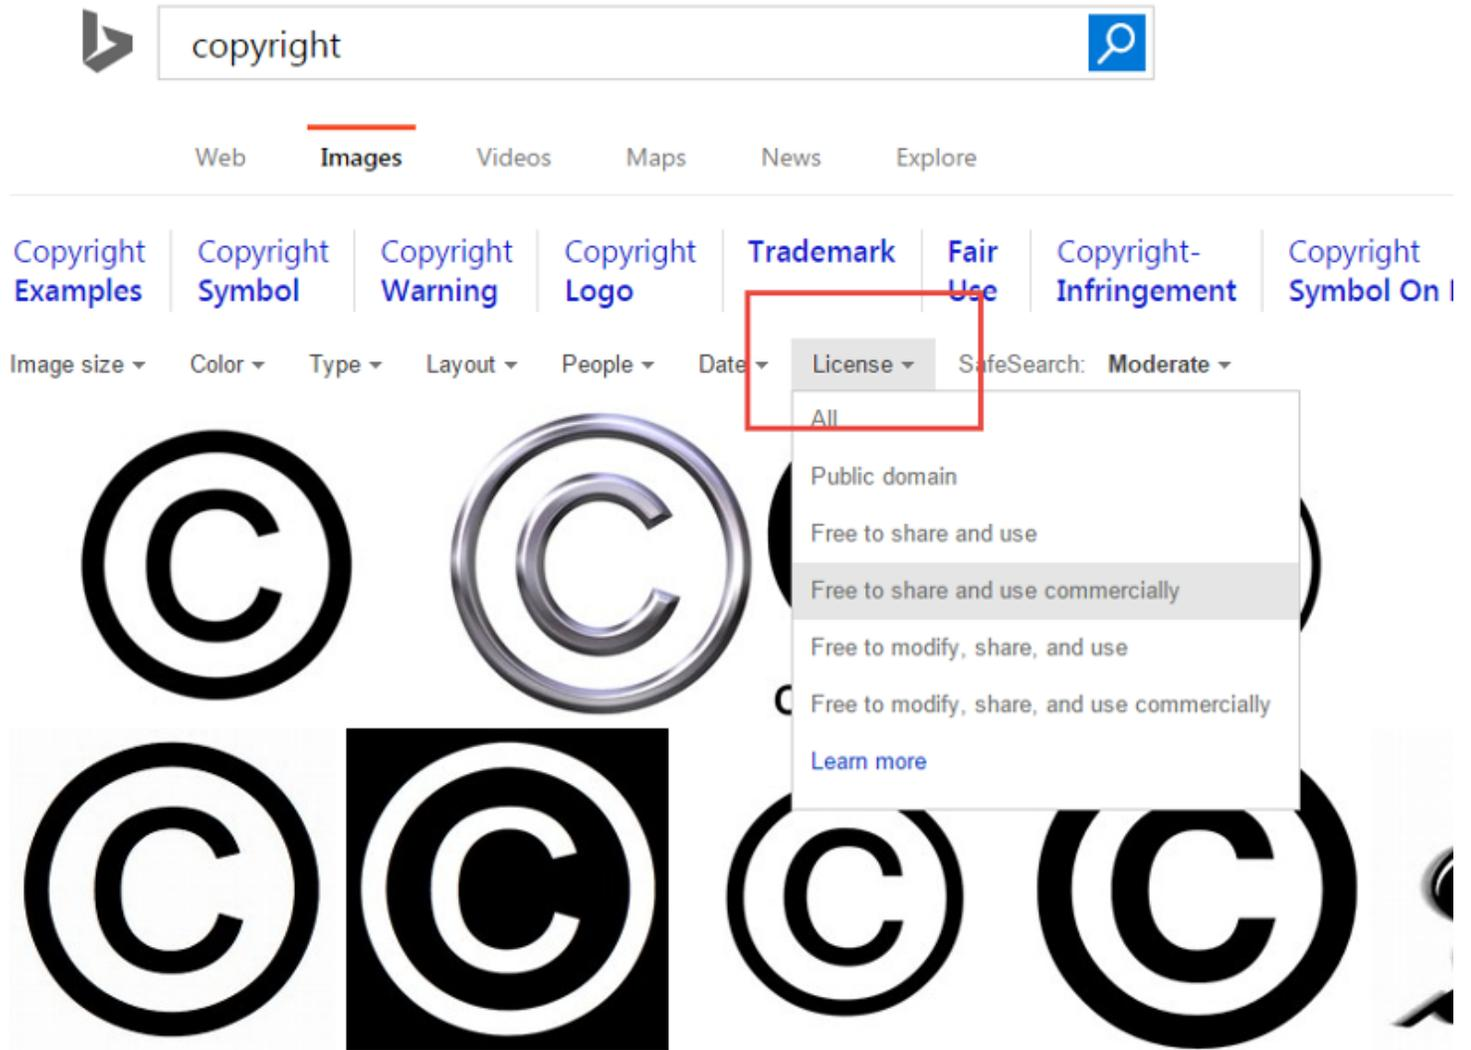 copyright
Web Images Videos Maps News Explore
Copyright Examples
Copyright Symbol
Copyright Warning
Copyright Logo
Trademark
Fair Use
Copyright-Infringement
Copyright Symbol On
Image size Color Type Layout People Date License SafeSearch: Moderate
All
Public domain
Free to share and use
Free to share and use commercially
Free to modify, share, and use
Free to modify, share, and use commercially
Learn more
©
©
©
©
©
©